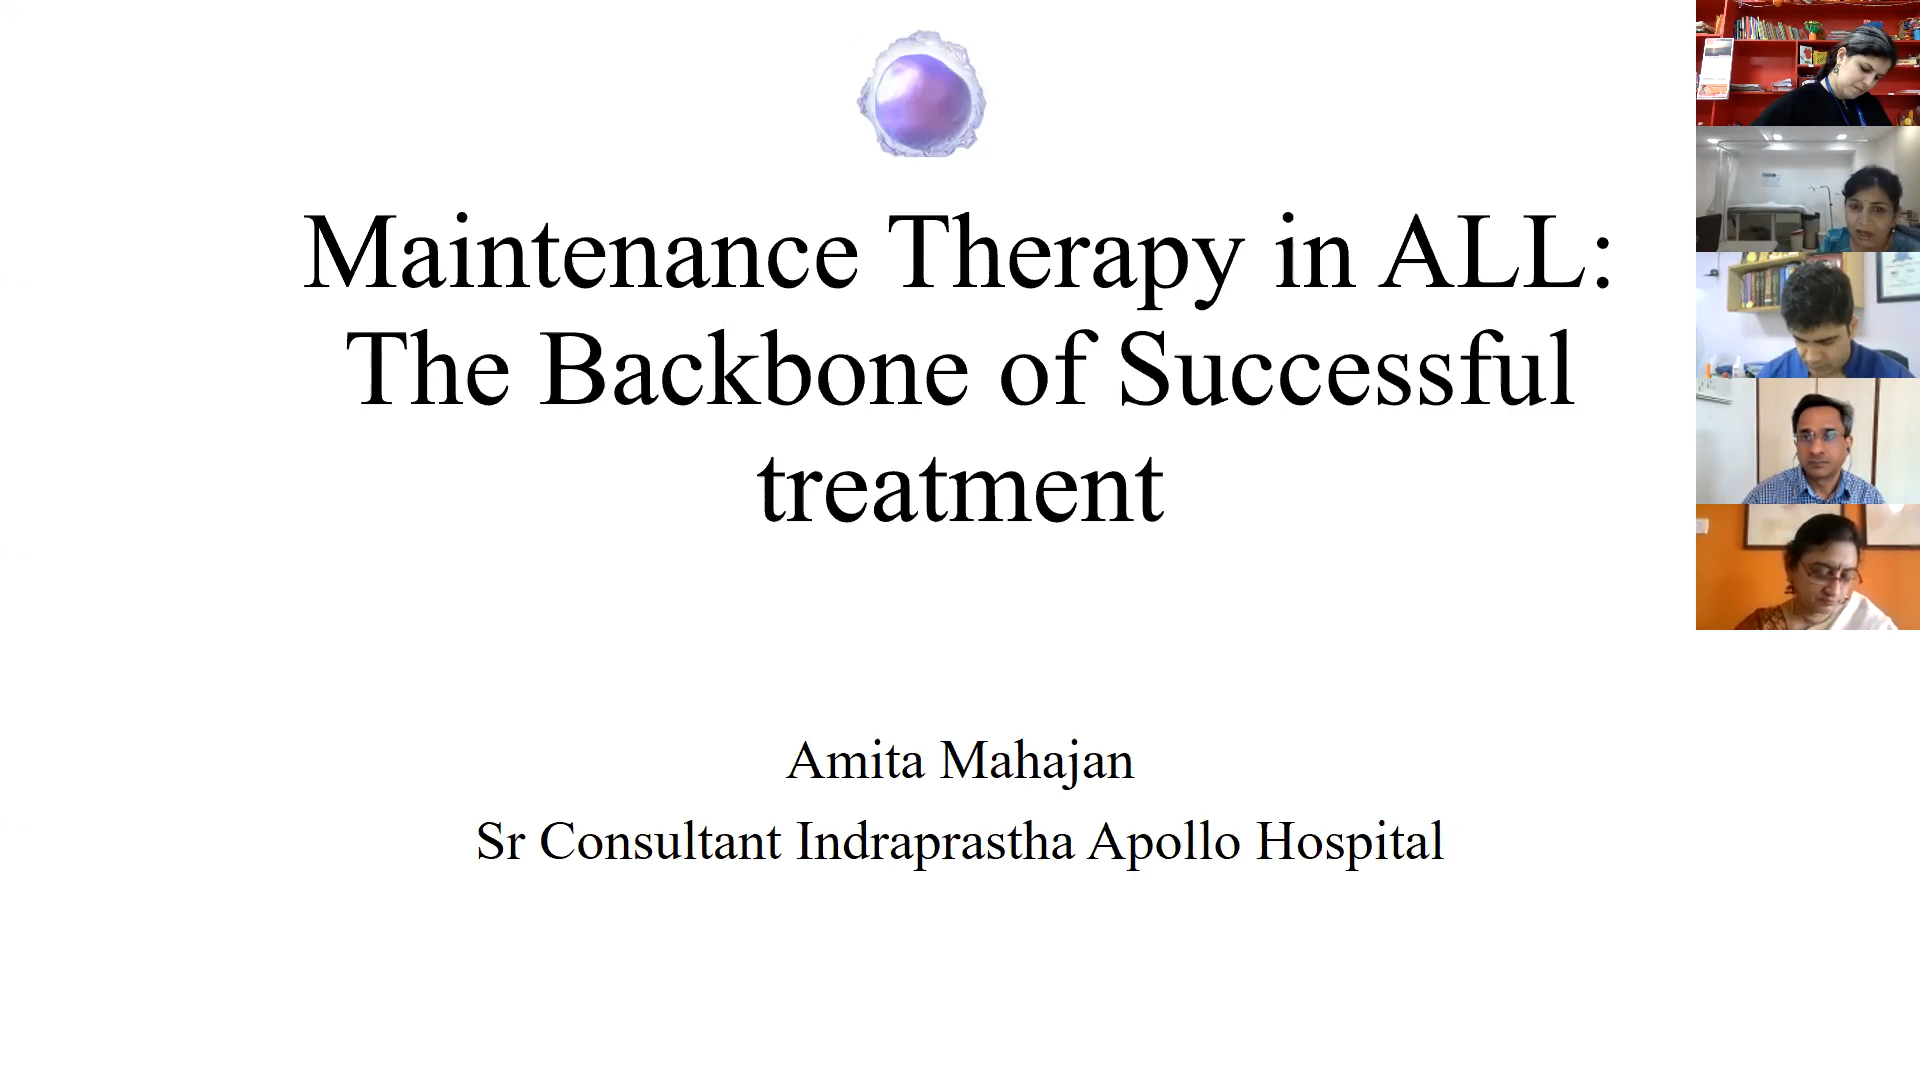 Maintenance Therapy in ALL:
The Backbone of Successful
treatment
Amita Mahajan
Sr Consultant Indraprastha Apollo Hospital